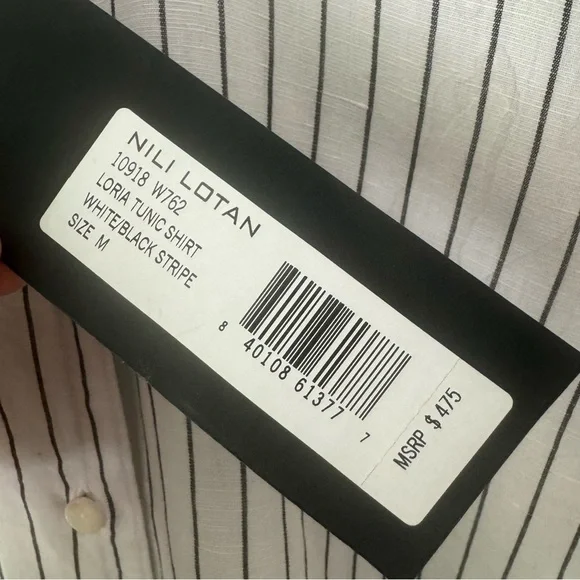 NILI LOTAN
10918 W762
LORIA TUNIC SHIRT
WHITE/BLACK STRIPE
SIZE M
8 40108 61377 7
MSRP $ 475